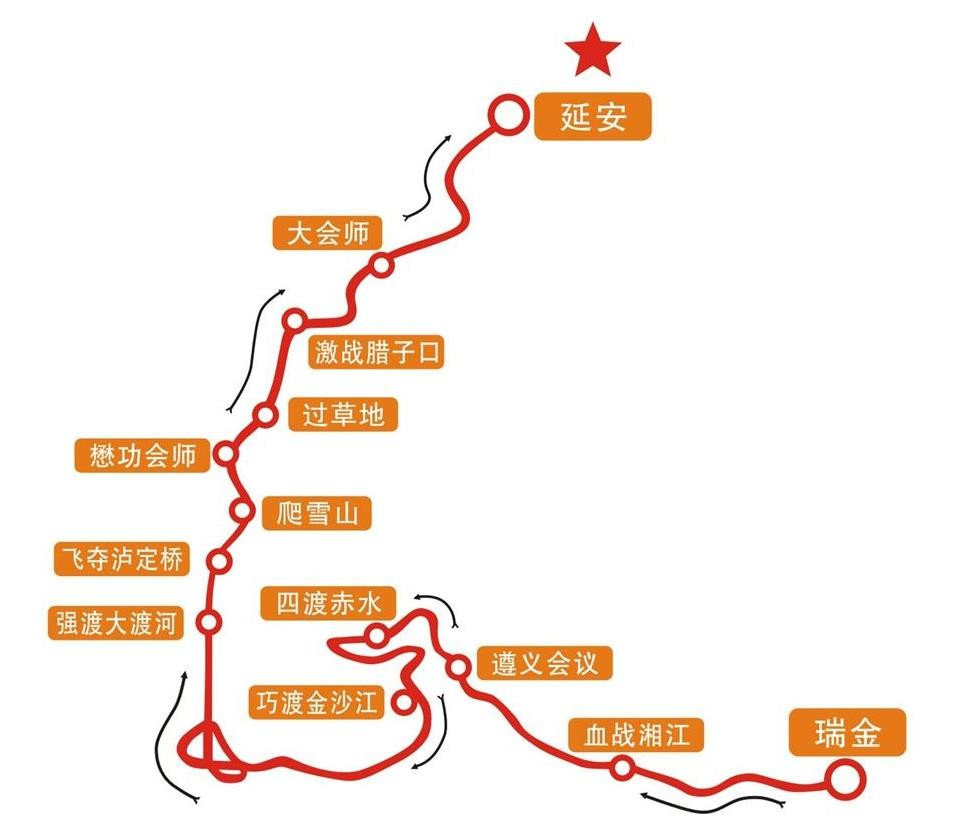 延安
大会师
激战腊子口
过草地
懋功会师
爬雪山
飞夺泸定桥
四渡赤水
强渡大渡河
遵义会议
巧渡金沙江
血战湘江
瑞金